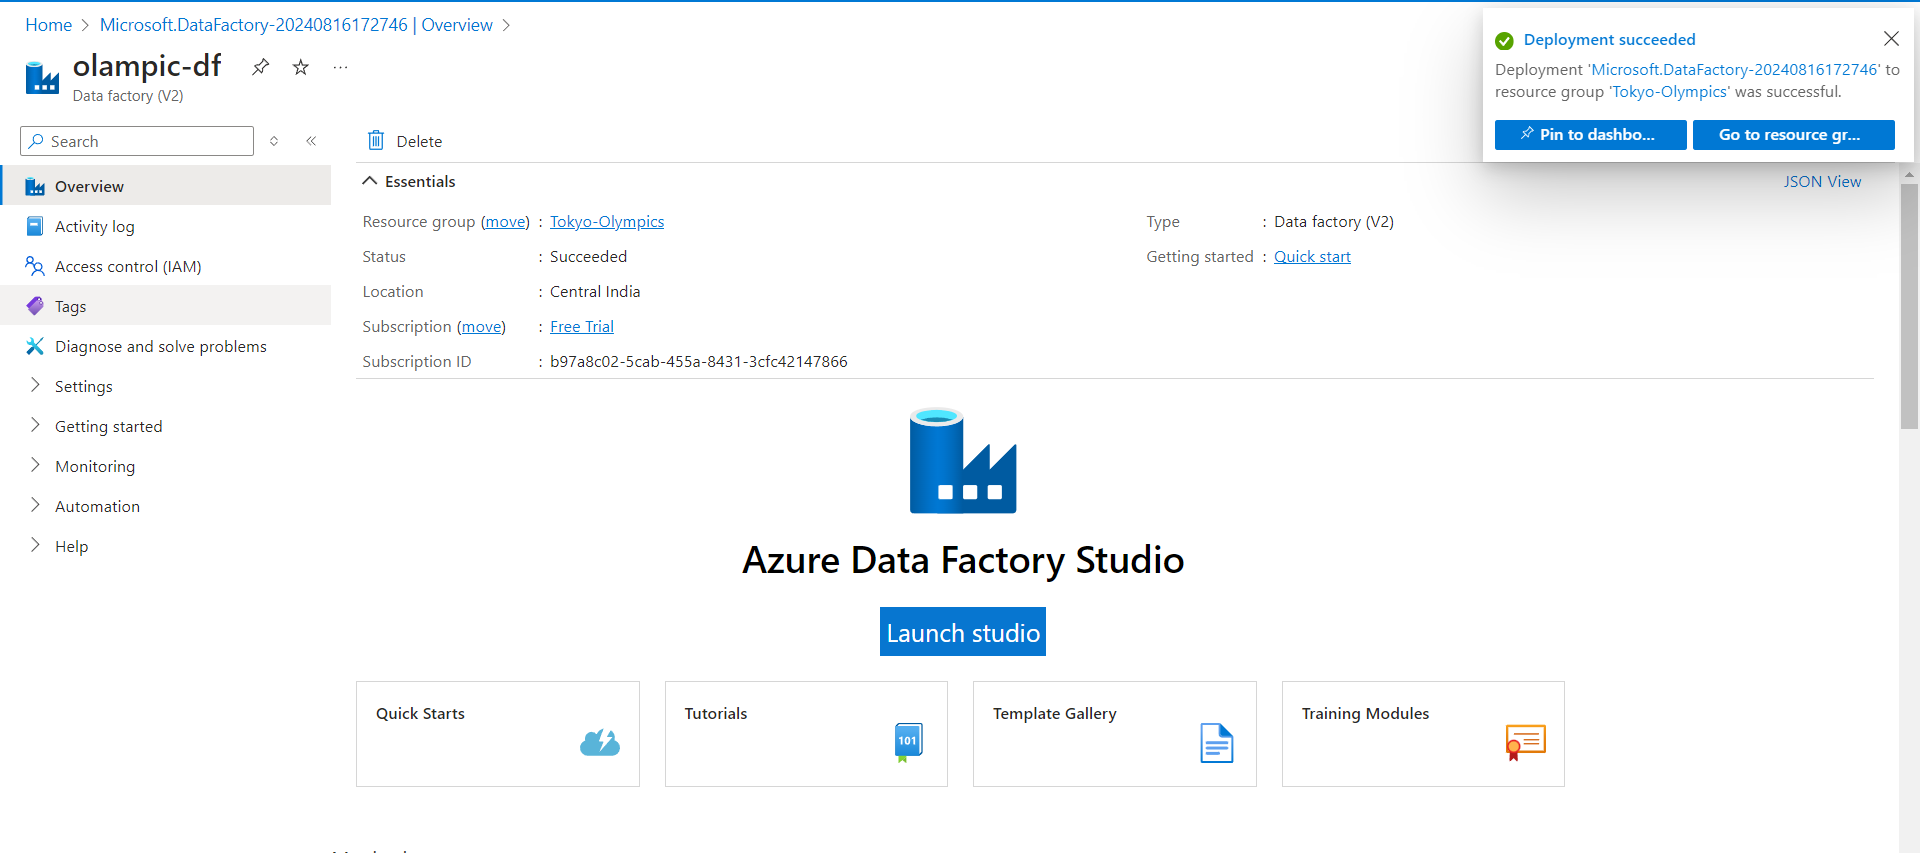 Home > Microsoft.DataFactory-20240816172746 | Overview >
olampic-df
Data factory (V2)
Search
Overview
Activity log
Access control (IAM)
Tags
Diagnose and solve problems
Settings
Getting started
Monitoring
Automation
Help
Delete
Essentials
JSON View
Resource group (move) : Tokyo-Olympics
Status : Succeeded
Location : Central India
Subscription (move) : Free Trial
Subscription ID : b97a8c02-5cab-455a-8431-3cfc42147866
Type : Data factory (V2)
Getting started : Quick start
Azure Data Factory Studio
Launch studio
Quick Starts
Tutorials
101
Template Gallery
Training Modules
Deployment succeeded
Deployment 'Microsoft.DataFactory-20240816172746' to
resource group 'Tokyo-Olympics' was successful.
Pin to dashbo...
Go to resource gr...